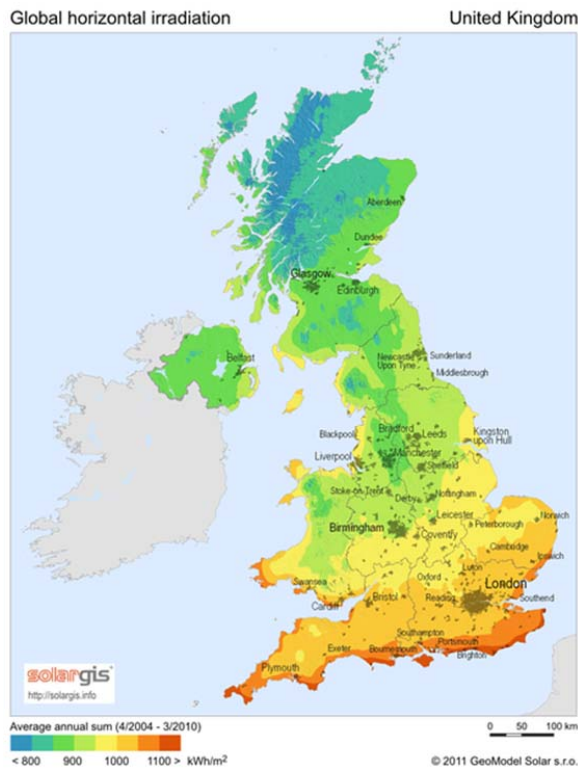 Global horizontal irradiation United Kingdom
Aberdeen
Dundee
Glasgow
Edinburgh
Belfast
Newcastle
Upon Tyne
Sunderland
Middlesbrough
Blackpool
Bradford
Leeds
Kingston
upon Hull
Liverpool
Manchester
Sheffield
Stoke-on-Trent
Derby
Nottingham
Leicester
Norwich
Peterborough
Birmingham
Coventry
Cambridge
Ipswich
Luton
Swansea
Oxford
London
Cardiff
Bristol
Reading
Southend
Southampton
Portsmouth
Exeter
Bournemouth
Brighton
Plymouth
solargis
http://solargis.info
Average annual sum (4/2004 - 3/2010)
0 50 100 km
< 800 900 1000 1100 > kWh/m²
© 2011 GeoModel Solar s.r.o.